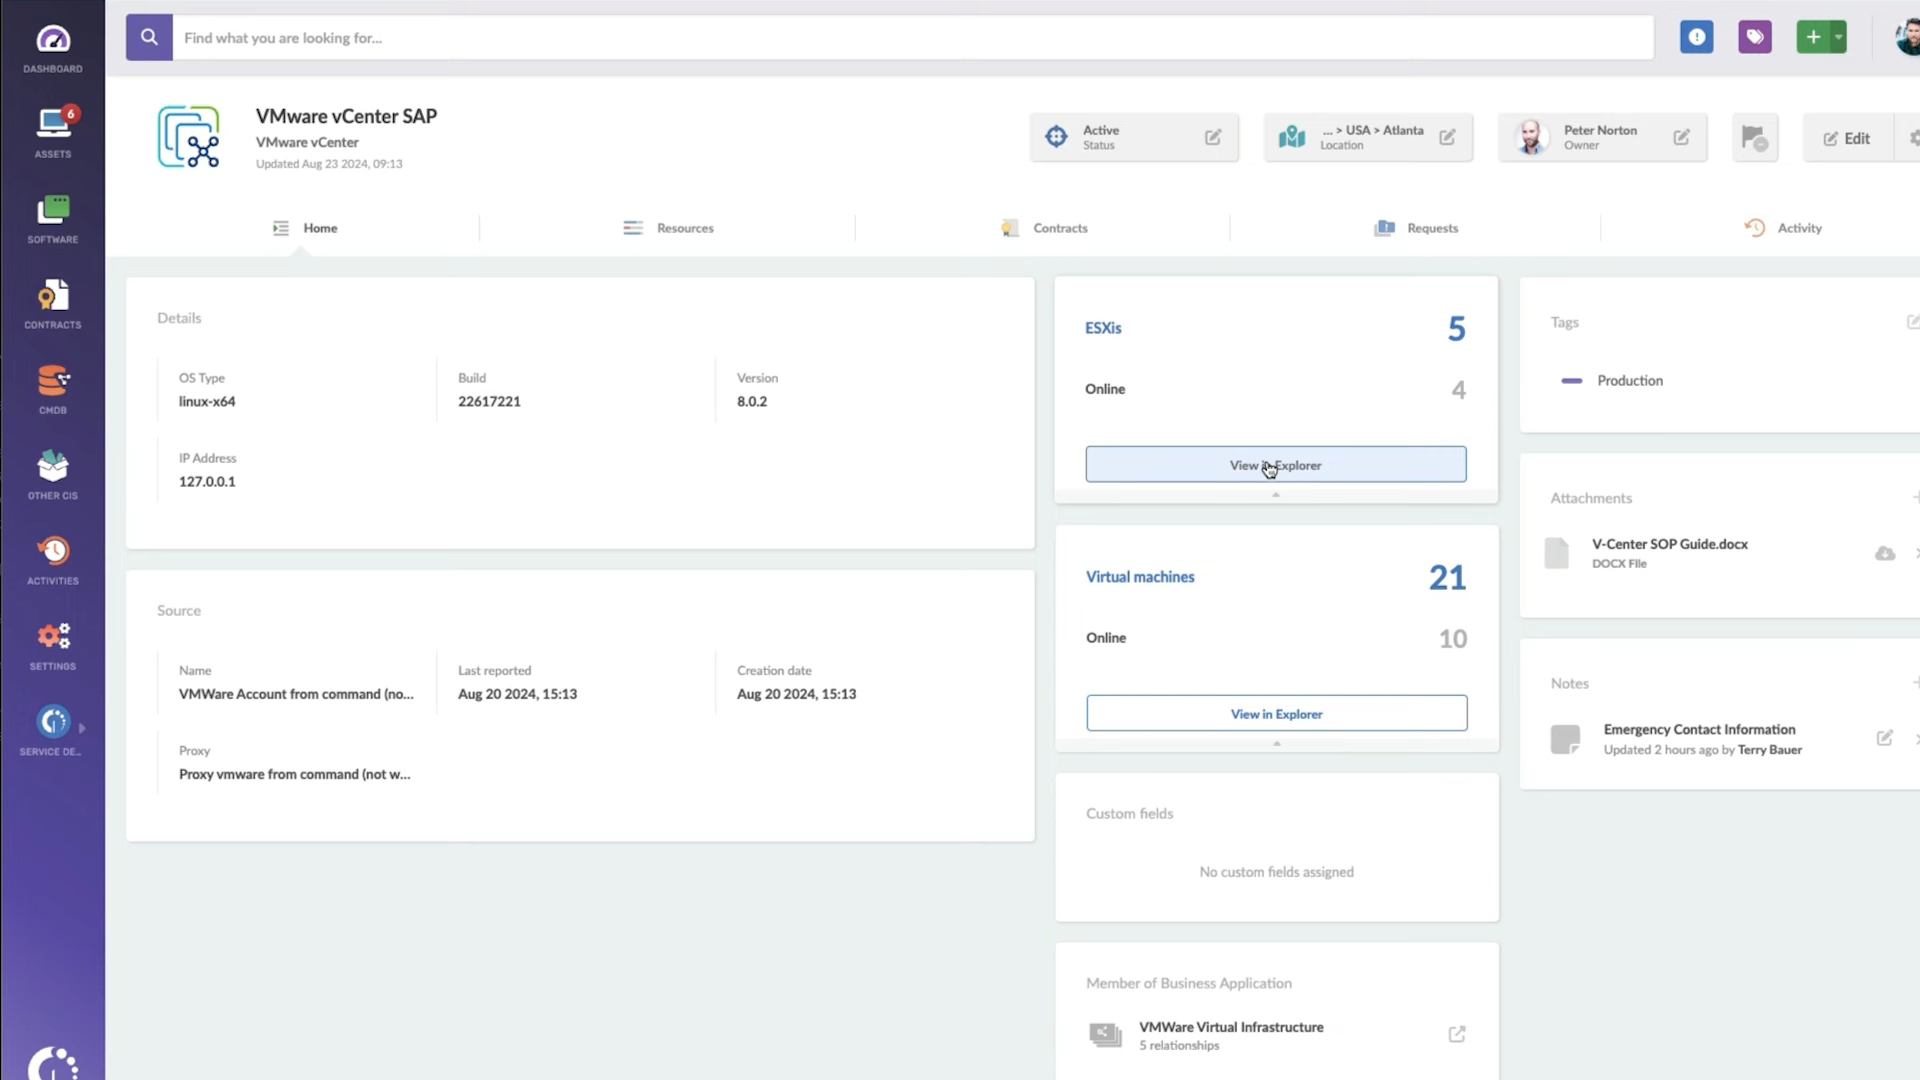 Find what you are looking for...
DASHBOARD
6
ASSETS
SOFTWARE
CONTRACTS
CMDB
OTHER CIS
ACTIVITIES
SETTINGS
SERVICE DE...
VMware vCenter SAP
VMware vCenter
Updated Aug 23 2024, 09:13
Active
Status
... > USA > Atlanta
Location
Peter Norton
Owner
Edit
Home
Resources
Contracts
Requests
Activity
Details
OS Type
linux-x64
Build
22617221
Version
8.0.2
IP Address
127.0.0.1
Source
Name
VMWare Account from command (no...
Last reported
Aug 20 2024, 15:13
Creation date
Aug 20 2024, 15:13
Proxy
Proxy vmware from command (not w...
ESXis
5
Online
4
View in Explorer
Virtual machines
21
Online
10
View in Explorer
Custom fields
No custom fields assigned
Member of Business Application
VMWare Virtual Infrastructure
5 relationships
Tags
Production
Attachments
V-Center SOP Guide.docx
DOCX File
Notes
Emergency Contact Information
Updated 2 hours ago by Terry Bauer